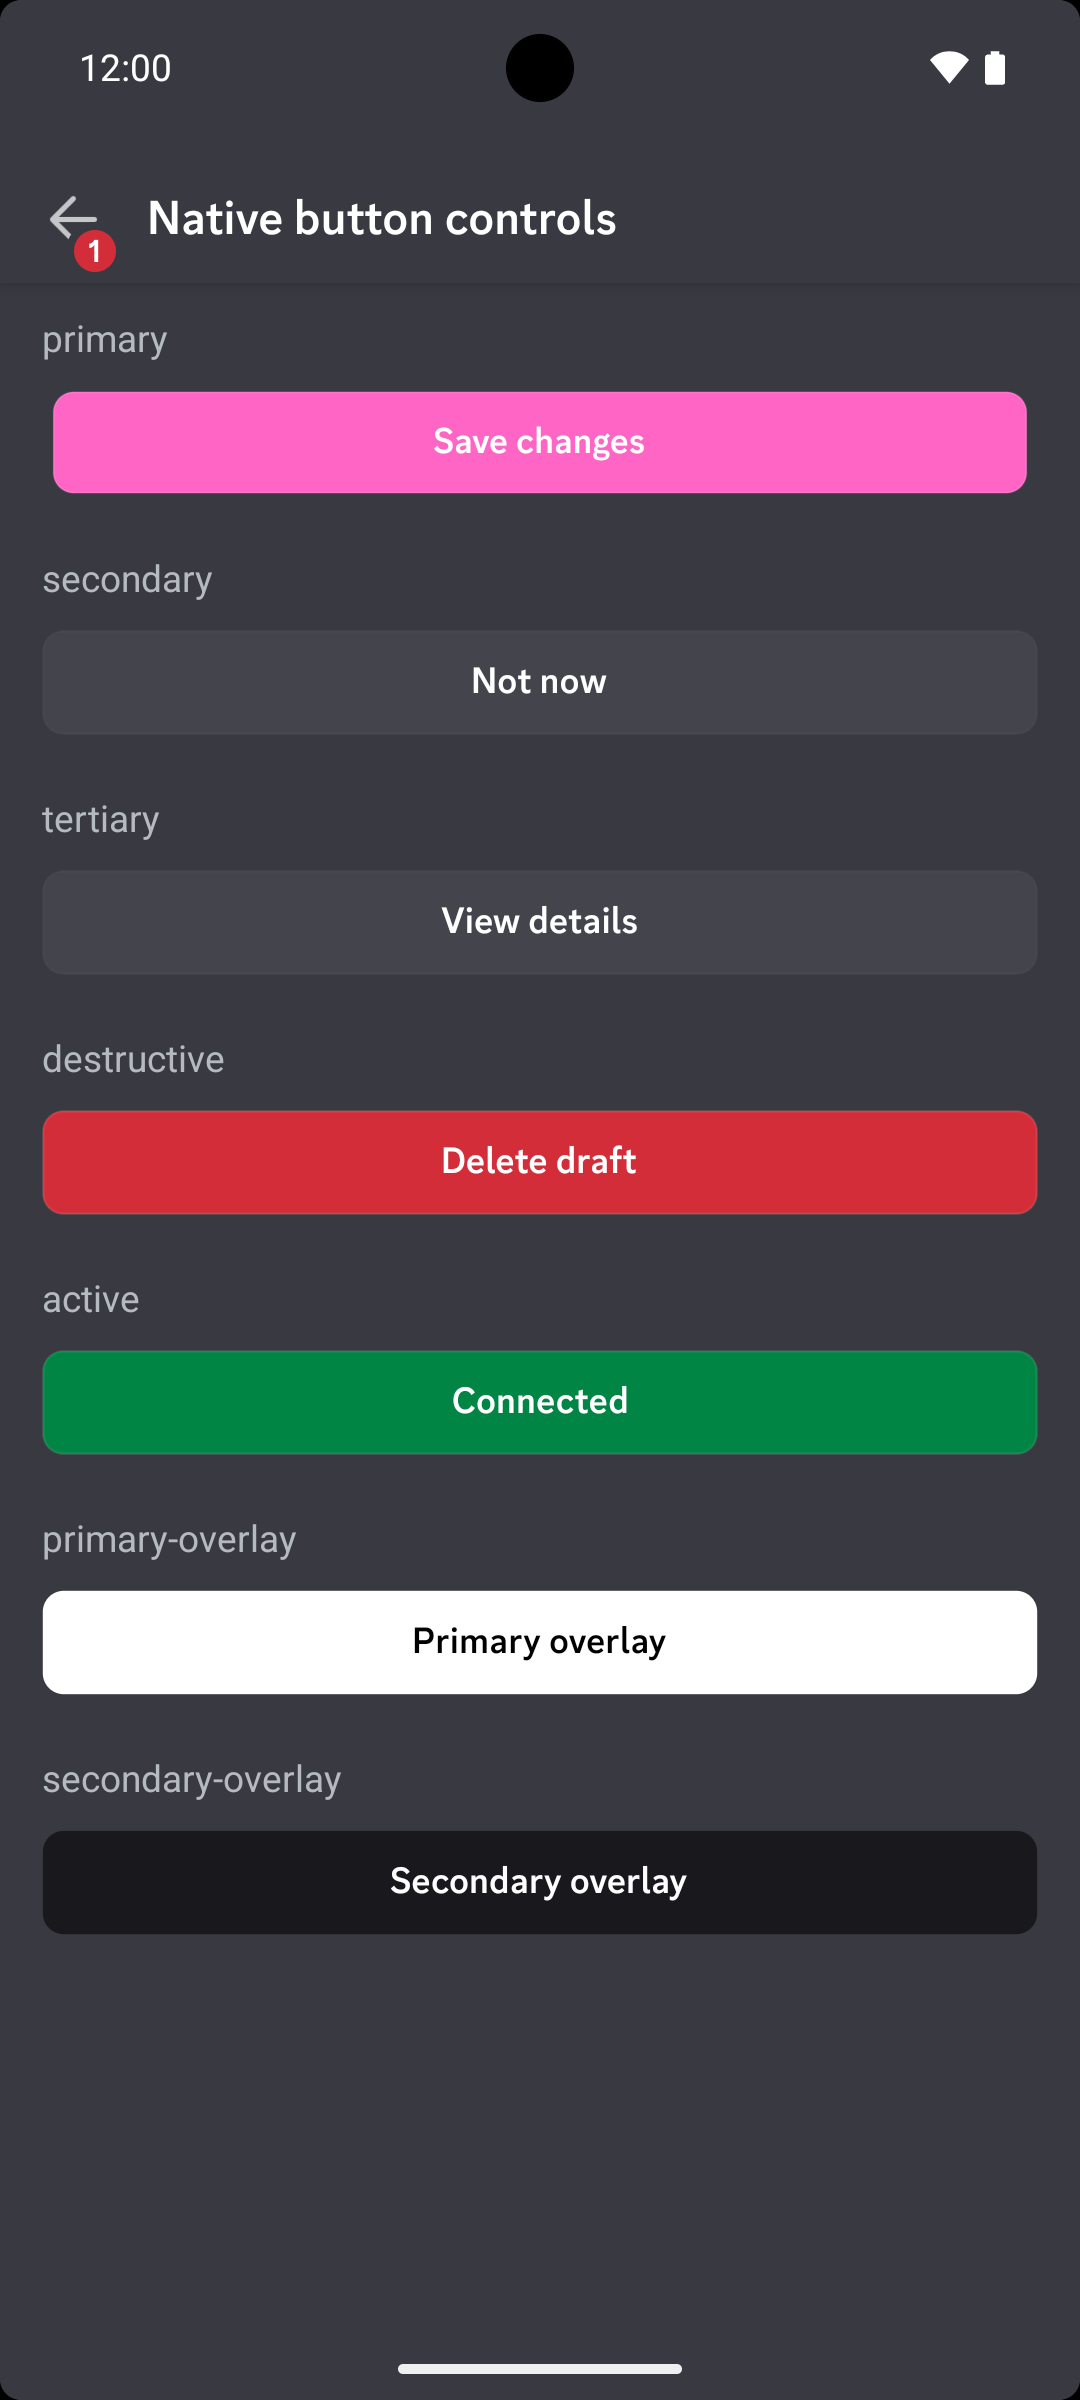 12:00
Native button controls
1
primary
Save changes
secondary
Not now
tertiary
View details
destructive
Delete draft
active
Connected
primary-overlay
Primary overlay
secondary-overlay
Secondary overlay